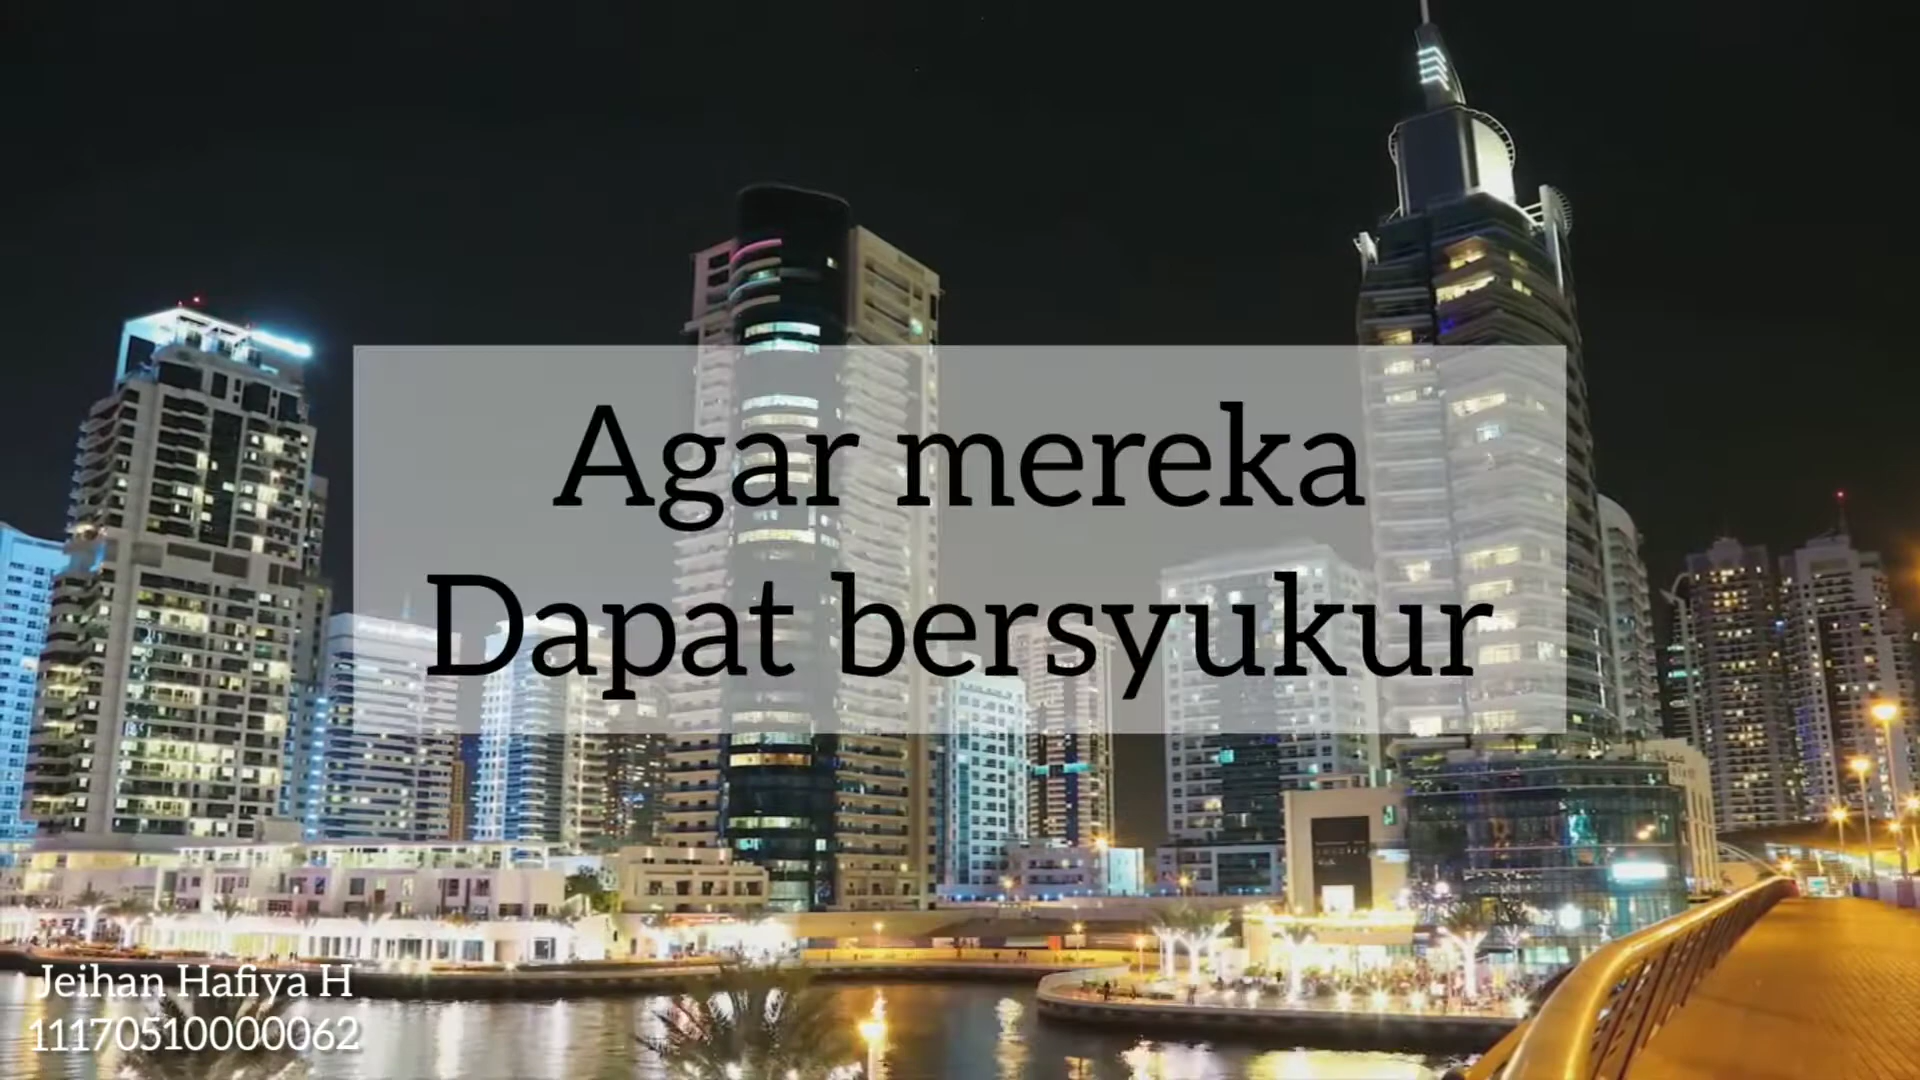 Agar mereka
Dapat bersyukur
Jeihan Hafiya H
11170510000062